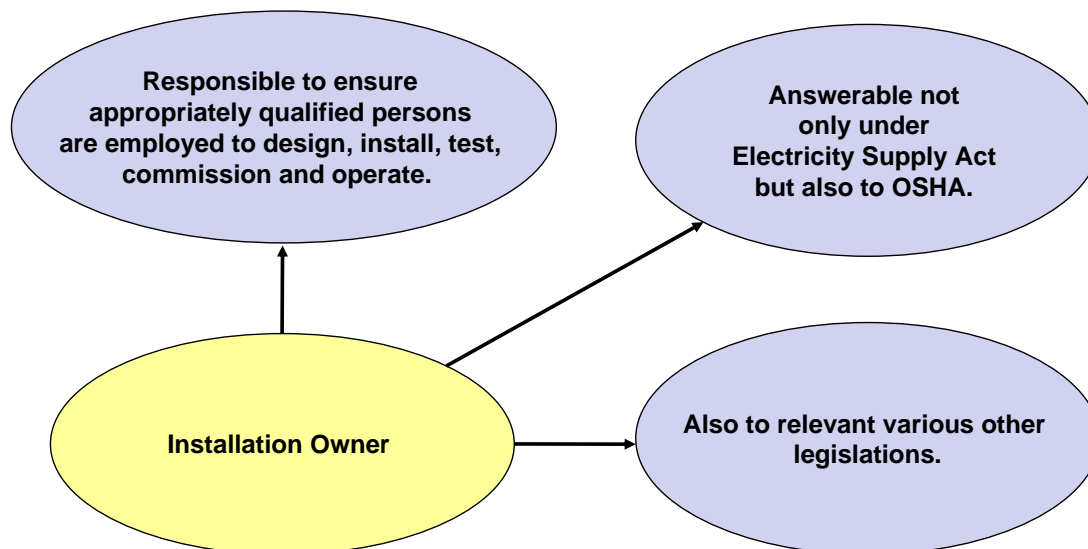 Responsible to ensure
appropriately qualified persons
are employed to design, install, test,
commission and operate.
Answerable not
only under
Electricity Supply Act
but also to OSHA.
Installation Owner
Also to relevant various other
legislations.